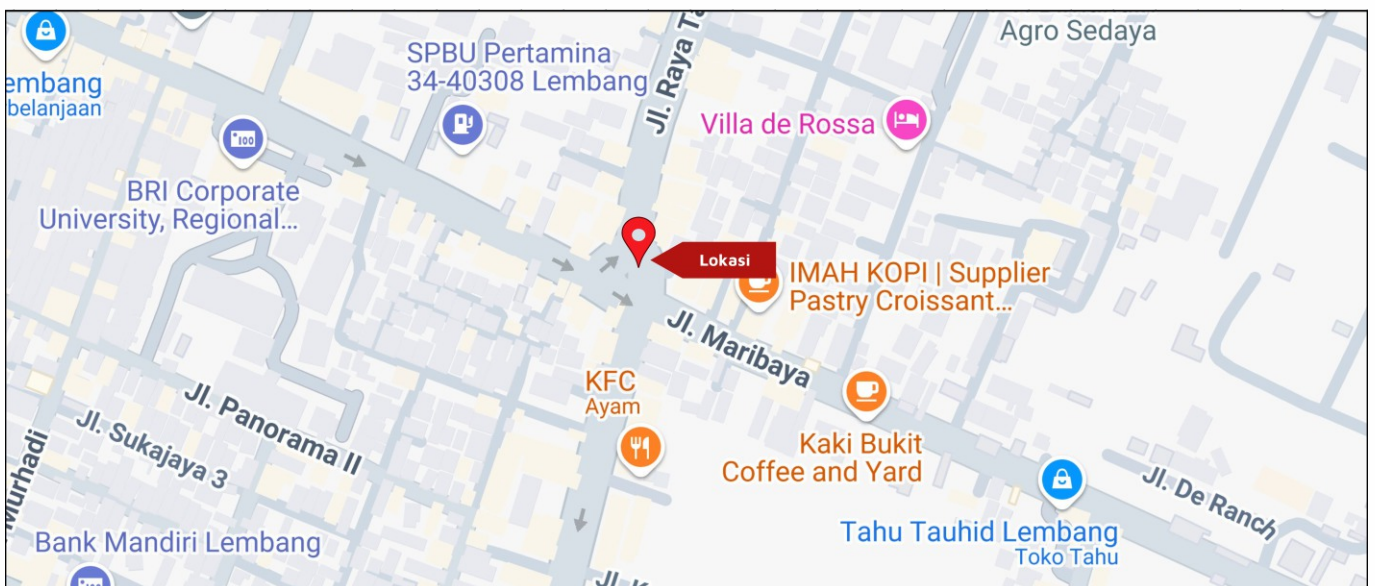 Agro Sedaya
SPBU Pertamina
34-40308 Lembang
Jl. Raya Ta
embang
belanjaan
Villa de Rossa
100
BRI Corporate
University, Regional...
Lokasi
IMAH KOPI | Supplier
Pastry Croissant...
Jl. Maribaya
KFC
Ayam
Jl. Panorama II
Jl. Sukajaya 3
Murhadi
Kaki Bukit
Coffee and Yard
Jl. De Ranch
Tahu Tauhid Lembang
Toko Tahu
Bank Mandiri Lembang